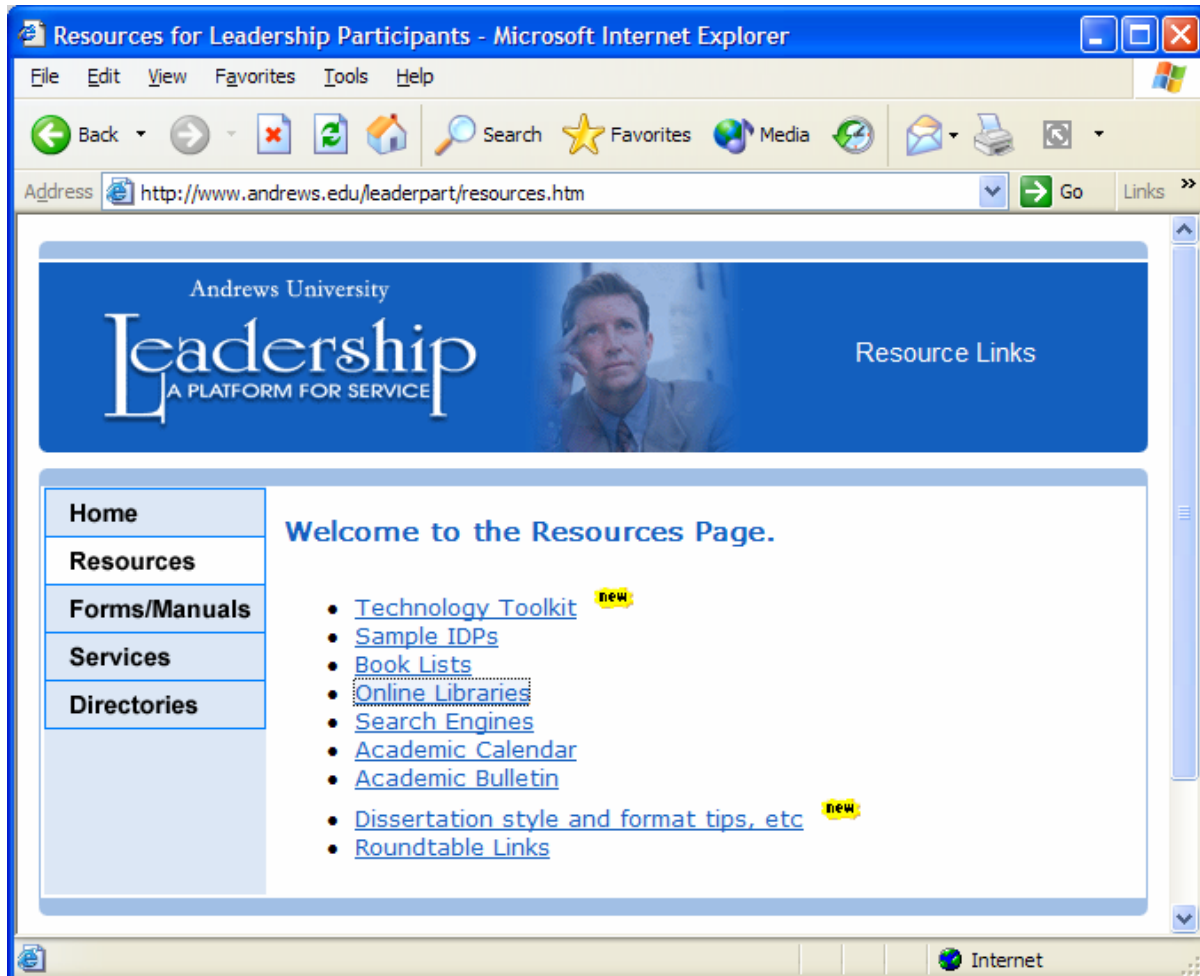 Resources for Leadership Participants - Microsoft Internet Explorer
File Edit View Favorites Tools Help
Back Search Favorites Media
Address http://www.andrews.edu/leaderpart/resources.htm Go Links »
Andrews University
Leadership
A PLATFORM FOR SERVICE
Resource Links
Home
Resources
Forms/Manuals
Services
Directories
Welcome to the Resources Page.
• Technology Toolkit new
• Sample IDPs
• Book Lists
• Online Libraries
• Search Engines
• Academic Calendar
• Academic Bulletin
• Dissertation style and format tips, etc new
• Roundtable Links
Internet